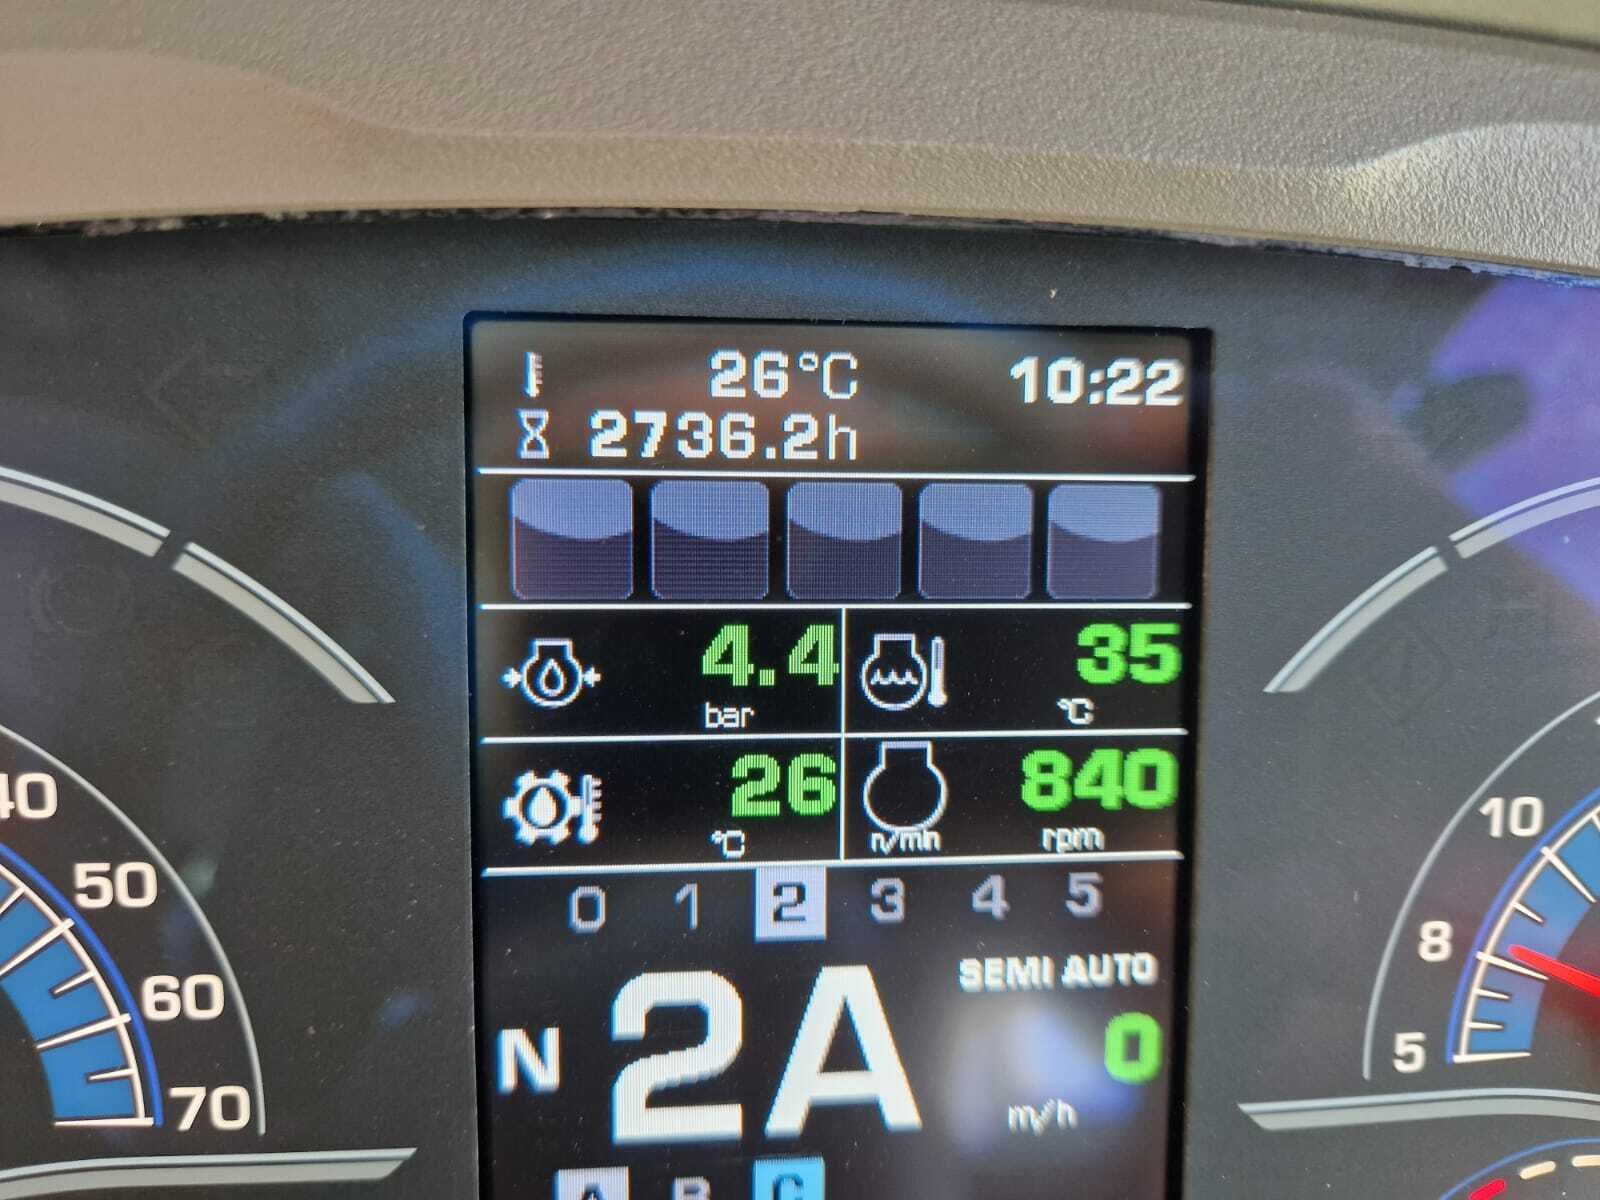 26°C 10:22
2736.2h
4.4 35
bar °C
26 840
°C n/mn rpm
0 1 2 3 4 5
SEMI AUTO
N 2A 0
m/h
A B C
40
50
60
70
10
8
5